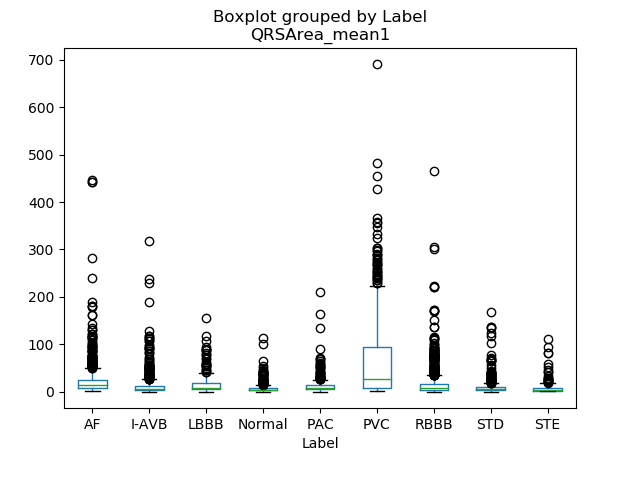 Boxplot grouped by Label
QRSArea_mean1
700
600
500
400
300
200
100
0
AF I-AVB LBBB Normal PAC PVC RBBB STD STE
Label